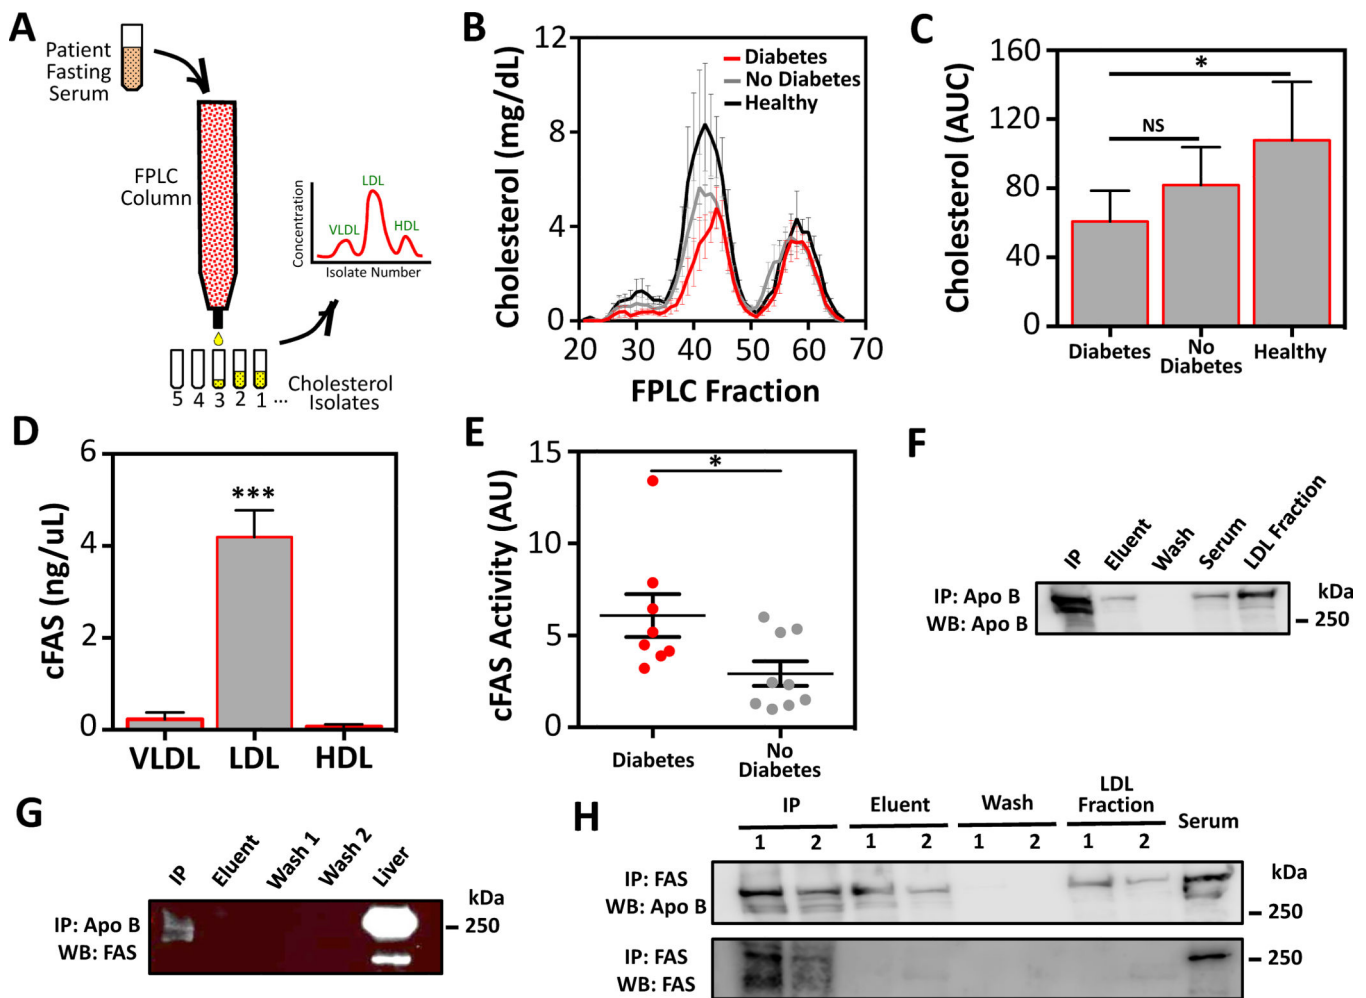 A
Patient
Fasting
Serum
FPLC
Column
Concentration
VLDL
LDL
HDL
Isolate Number
5 4 3 2 1 ...
Cholesterol
Isolates
B
Cholesterol (mg/dL)
12
8
4
0
20 30 40 50 60 70
FPLC Fraction
Diabetes
No Diabetes
Healthy
C
Cholesterol (AUC)
160
120
80
40
0
*
NS
Diabetes
No
Diabetes
Healthy
D
cFAS (ng/uL)
6
4
2
0
***
VLDL LDL HDL
E
cFAS Activity (AU)
15
10
5
0
*
Diabetes
No
Diabetes
F
IP
Eluent
Wash
Serum
LDL Fraction
IP: Apo B
WB: Apo B
kDa
250
G
IP
Eluent
Wash 1
Wash 2
Liver
IP: Apo B
WB: FAS
kDa
250
H
IP
Eluent
Wash
LDL
Fraction
Serum
1 2 1 2 1 2 1 2
IP: FAS
WB: Apo B
kDa
250
IP: FAS
WB: FAS
250